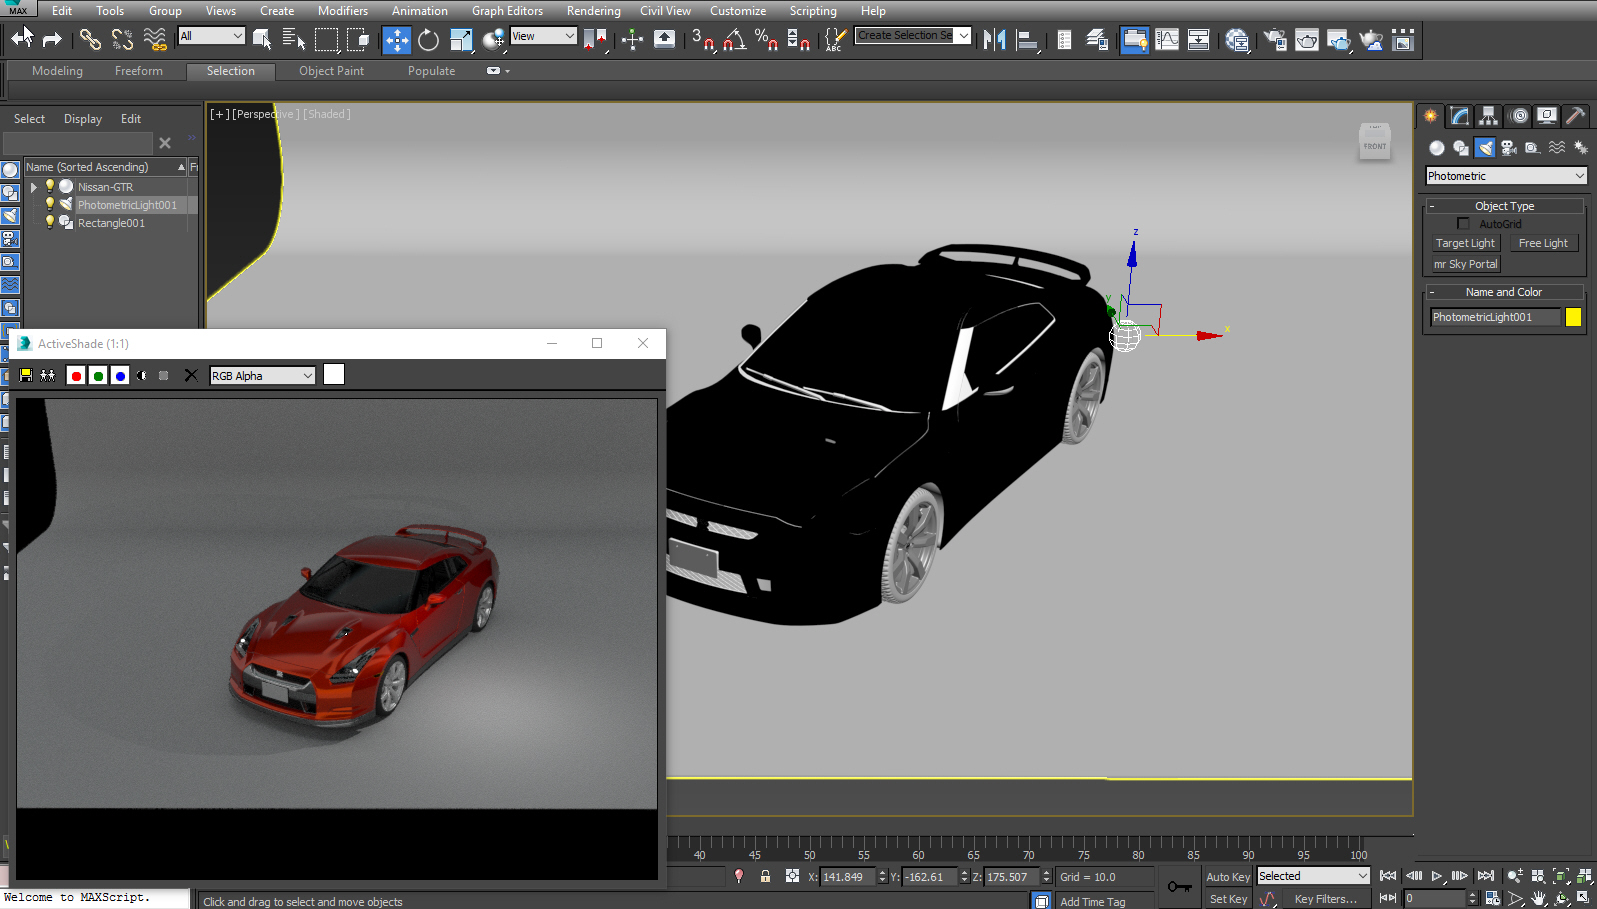 MAX Edit Tools Group Views Create Modifiers Animation Graph Editors Rendering Civil View Customize Scripting Help
All View 3 % ABC Create Selection Se
Modeling Freeform Selection Object Paint Populate
Select Display Edit
[+] [Perspective] [Shaded]
TOP
FRONT
Name (Sorted Ascending) Fr
Nissan-GTR
PhotometricLight001
Rectangle001
Photometric
- Object Type
AutoGrid
Target Light Free Light
mr Sky Portal
- Name and Color
PhotometricLight001
z
y
x
ActiveShade (1:1)
RGB Alpha
40 45 50 55 60 65 70 75 80 85 90 95 100
X: 141.849 Y: -162.61 Z: 175.507 Grid = 10.0 Auto Key Selected
Welcome to MAXScript. Click and drag to select and move objects Add Time Tag Set Key Key Filters... 0